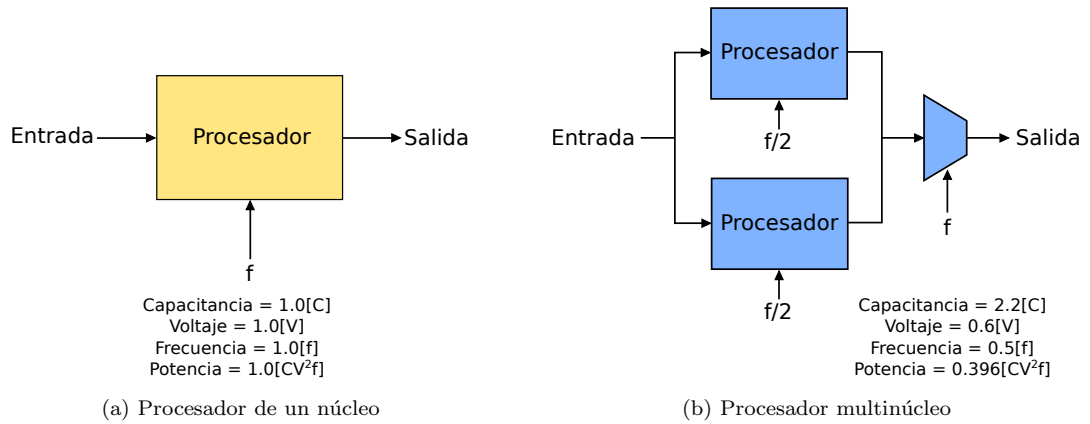 Entrada
Procesador
Salida
f
Capacitancia = 1.0[C]
Voltaje = 1.0[V]
Frecuencia = 1.0[f]
Potencia = 1.0[CV²f]
(a) Procesador de un núcleo
Procesador
f/2
Entrada
Salida
Procesador
f
f/2
Capacitancia = 2.2[C]
Voltaje = 0.6[V]
Frecuencia = 0.5[f]
Potencia = 0.396[CV²f]
(b) Procesador multinúcleo